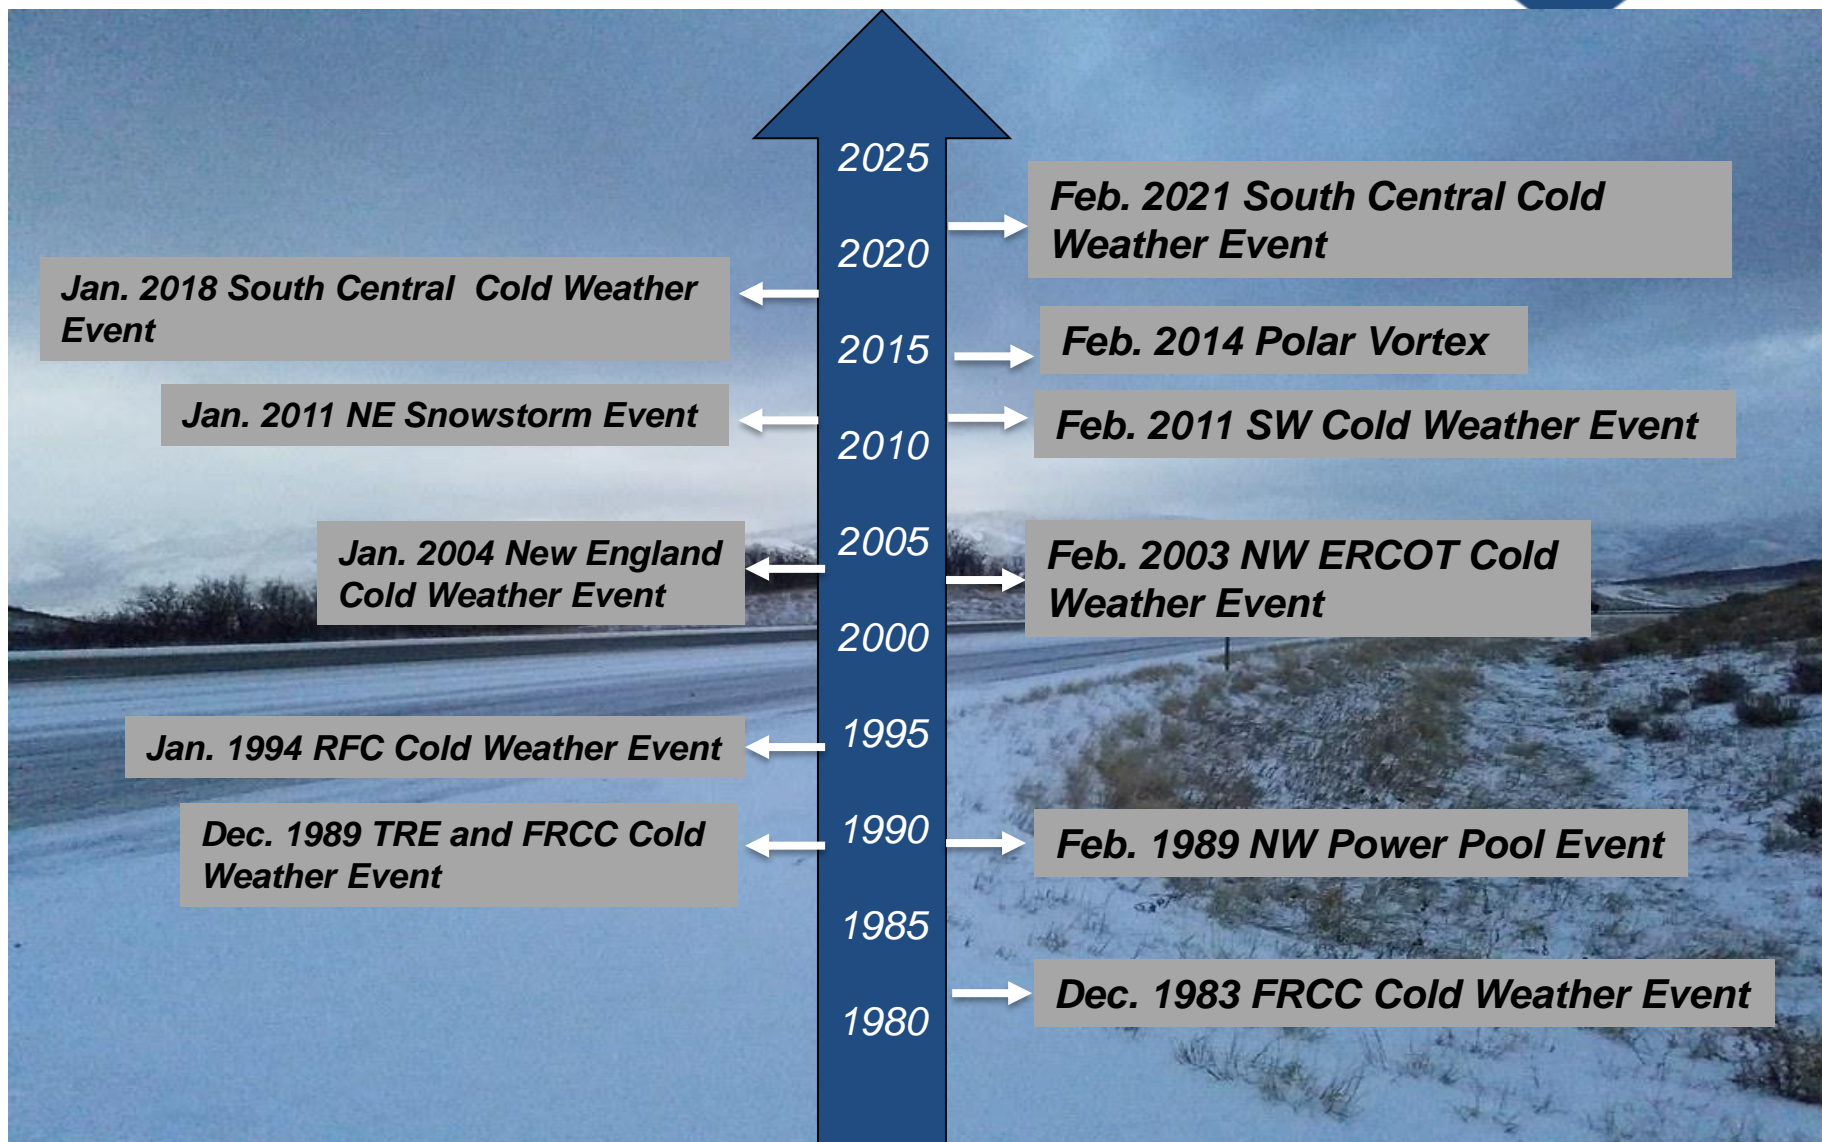 2025
Feb. 2021 South Central Cold
Weather Event
2020
Jan. 2018 South Central  Cold Weather
Event
Feb. 2014 Polar Vortex
2015
Jan. 2011 NE Snowstorm Event
Feb. 2011 SW Cold Weather Event
2010
2005
Jan. 2004 New England
Cold Weather Event
Feb. 2003 NW ERCOT Cold
Weather Event
2000
1995
Jan. 1994 RFC Cold Weather Event
1990
Dec. 1989 TRE and FRCC Cold
Weather Event
Feb. 1989 NW Power Pool Event
1985
Dec. 1983 FRCC Cold Weather Event
1980